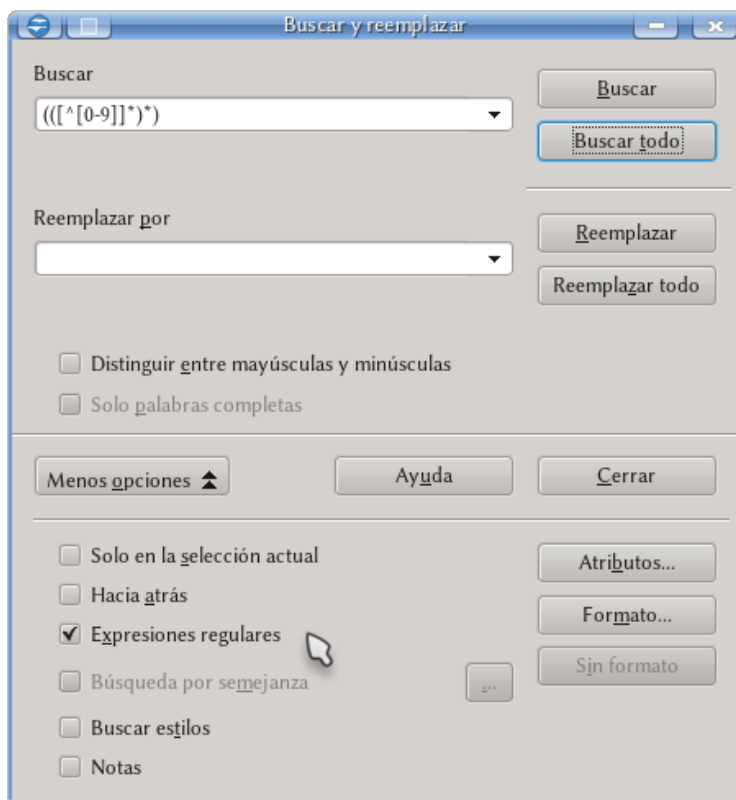 Buscar y reemplazar
Buscar
(([^[0-9]]*)*)
Buscar
Buscar todo
Reemplazar por
Reemplazar
Reemplazar todo
Distinguir entre mayúsculas y minúsculas
Solo palabras completas
Menos opciones
Ayuda
Cerrar
Solo en la selección actual
Hacia atrás
Expresiones regulares
Búsqueda por semejanza
...
Buscar estilos
Notas
Atributos...
Formato...
Sin formato